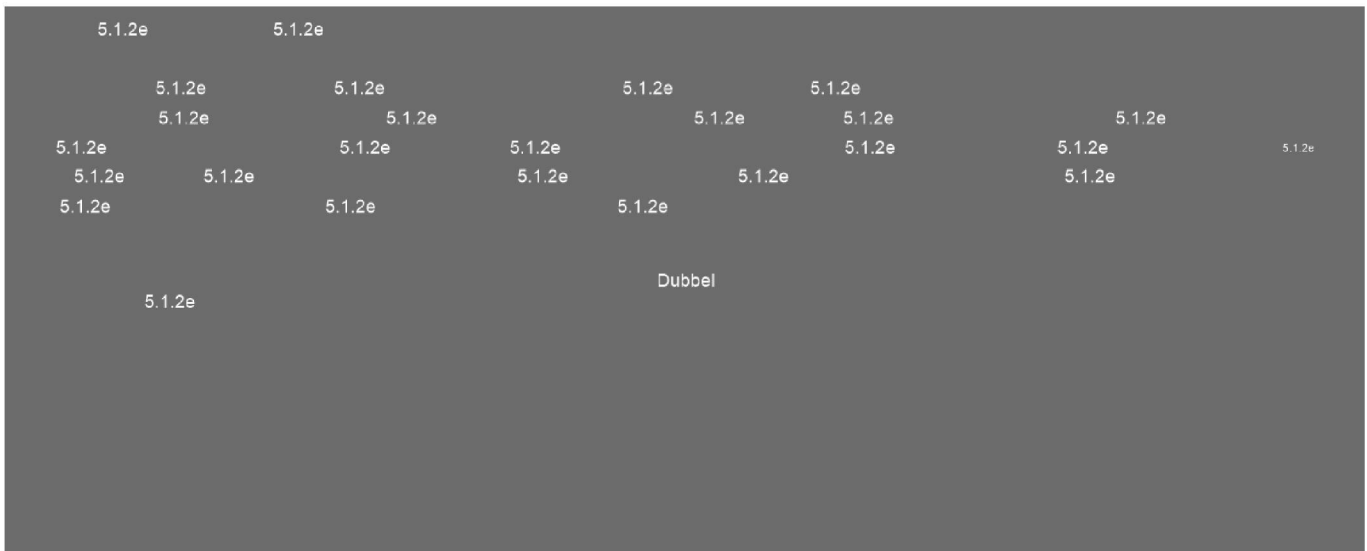 5.1.2e 5.1.2e
5.1.2e 5.1.2e 5.1.2e 5.1.2e
5.1.2e 5.1.2e 5.1.2e 5.1.2e 5.1.2e
5.1.2e 5.1.2e 5.1.2e 5.1.2e 5.1.2e 5.1.2e
5.1.2e 5.1.2e 5.1.2e 5.1.2e 5.1.2e
5.1.2e 5.1.2e 5.1.2e
Dubbel
5.1.2e